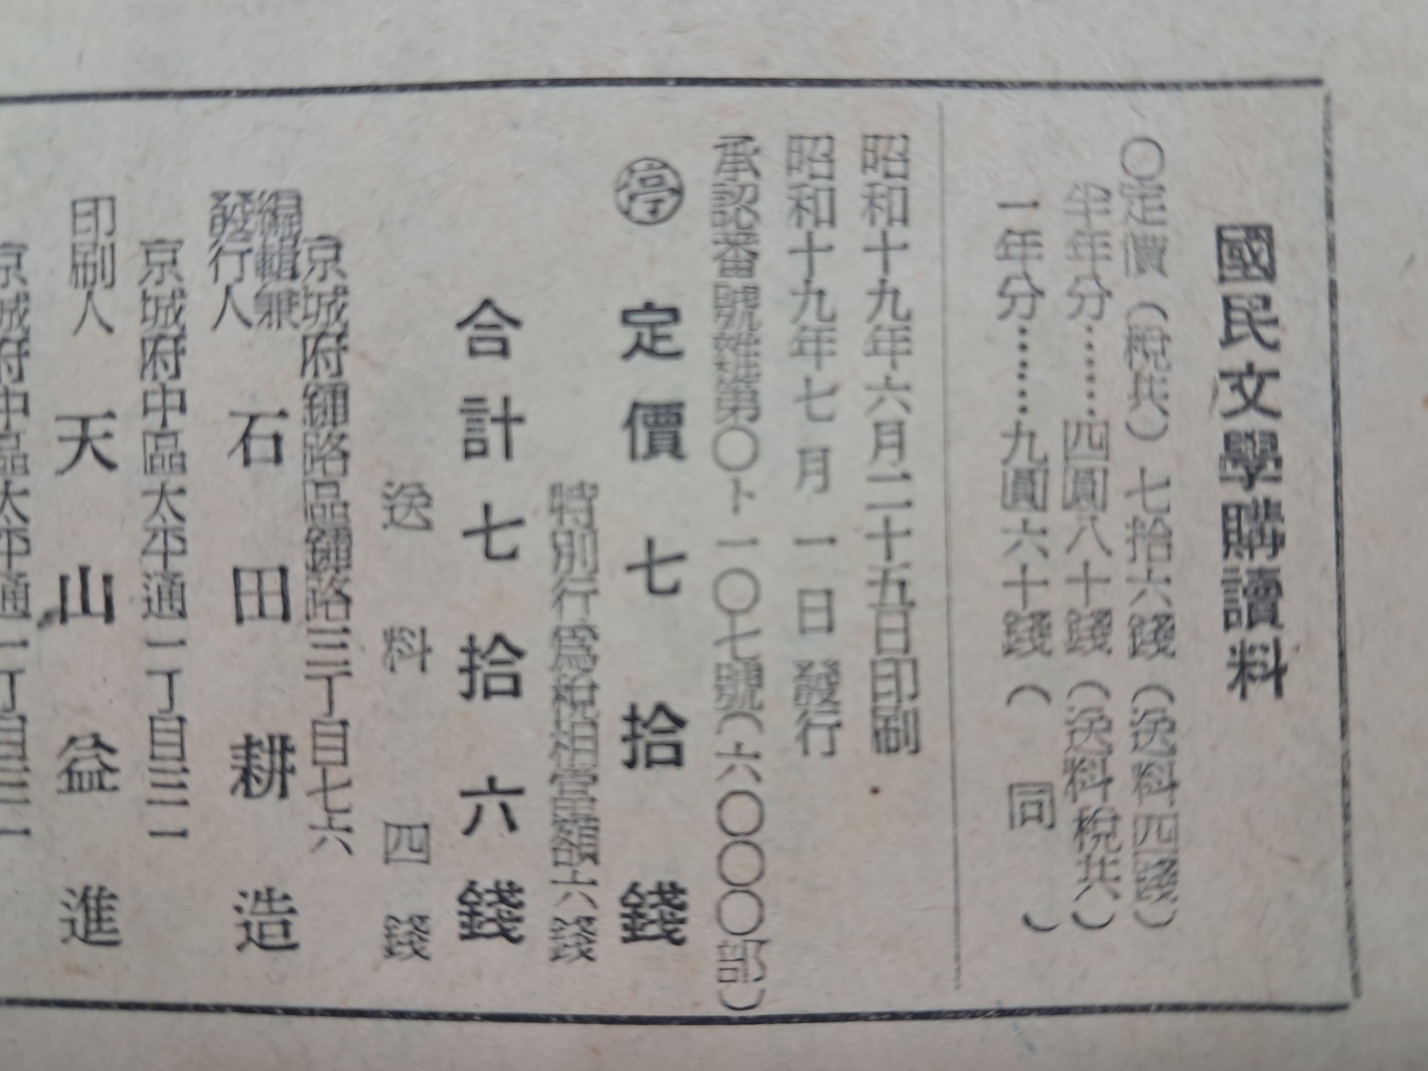 國民文學購讀料
〇定價（稅共）七拾六錢（送料四錢）
半年分……四圓八十錢（送料稅共）
一年分……九圓六十錢（　同　）
昭和十九年六月二十五日印刷
昭和十九年七月一日發行
承認番號雜第〇ト一〇七號（六〇〇〇部）
㊡定價七拾錢
特別行爲稅相當額六錢
合計七拾六錢
送料四錢
京城府鍾路區鍾路三丁目七六
編輯兼
發行人　石田耕造
京城府中區太平通一丁目三一
印刷人　天山益進
京城府中區太平通一丁目三一